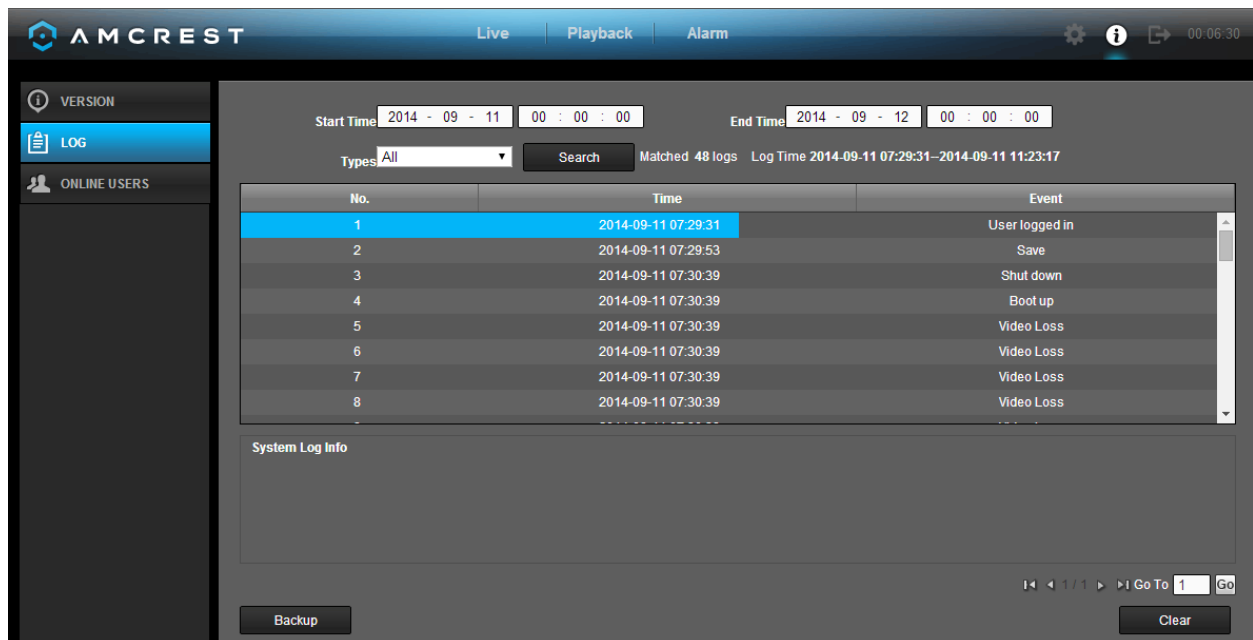 AMCREST Live Playback Alarm 00:06:30
VERSION
LOG
ONLINE USERS
Start Time 2014 - 09 - 11 00 : 00 : 00 End Time 2014 - 09 - 12 00 : 00 : 00
Types All Search Matched 48 logs Log Time 2014-09-11 07:29:31--2014-09-11 11:23:17
No. Time Event
1 2014-09-11 07:29:31 User logged in
2 2014-09-11 07:29:53 Save
3 2014-09-11 07:30:39 Shut down
4 2014-09-11 07:30:39 Boot up
5 2014-09-11 07:30:39 Video Loss
6 2014-09-11 07:30:39 Video Loss
7 2014-09-11 07:30:39 Video Loss
8 2014-09-11 07:30:39 Video Loss
System Log Info
1 / 1 Go To 1 Go
Backup Clear